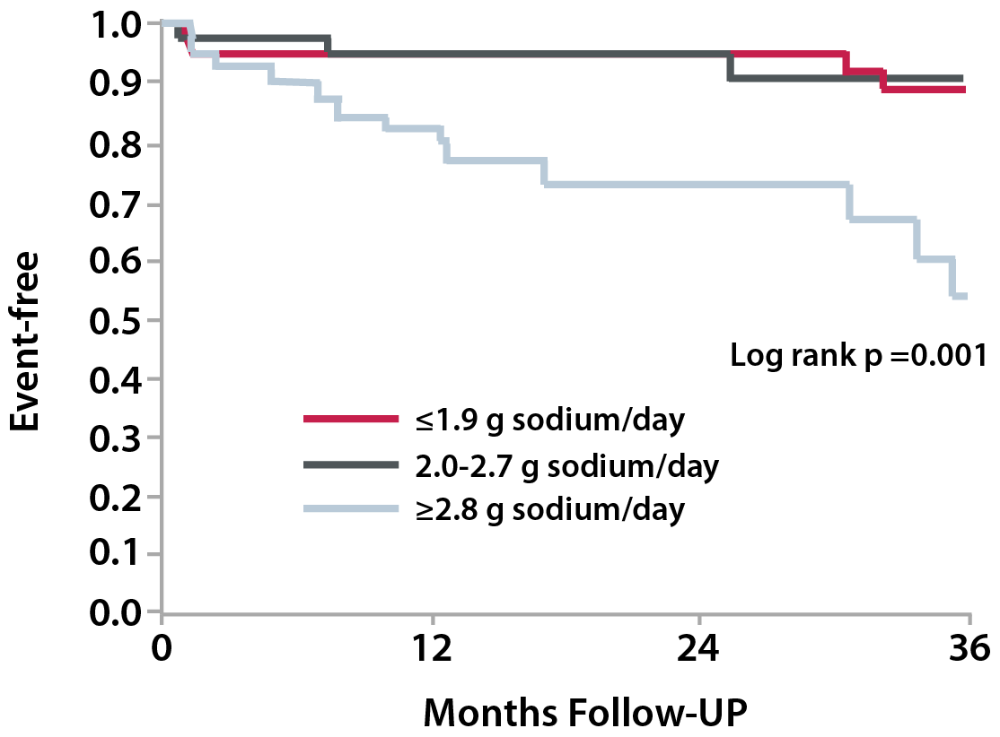 1.0
0.9
0.8
0.7
0.6
0.5
0.4
0.3
0.2
0.1
0.0
Event-free
Log rank p =0.001
≤1.9 g sodium/day
2.0-2.7 g sodium/day
≥2.8 g sodium/day
0 12 24 36
Months Follow-UP